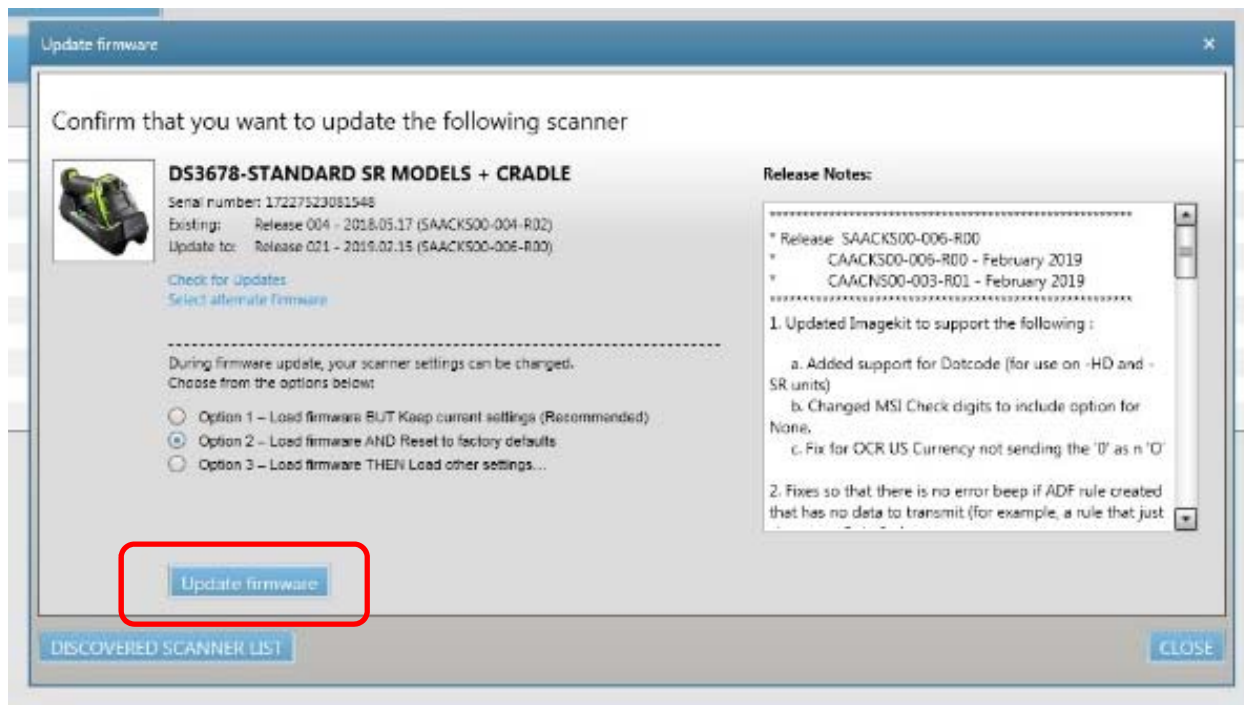 Update firmware
Confirm that you want to update the following scanner
DS3678-STANDARD SR MODELS + CRADLE
Serial number: 17227523081548
Existing: Release 004 - 2018.05.17 (SAACKS00-004-R02)
Update to: Release 021 - 2019.02.15 (SAACKS00-006-R00)
Check for Updates
Select alternate firmware
During firmware update, your scanner settings can be changed.
Choose from the options below:
Option 1 – Load firmware BUT Keep current settings (Recommended)
Option 2 – Load firmware AND Reset to factory defaults
Option 3 – Load firmware THEN Load other settings...
Update firmware
Release Notes:
* Release SAACKS00-006-R00
* CAACKS00-006-R00 - February 2019
* CAACNS00-003-R01 - February 2019
1. Updated Imagekit to support the following :
a. Added support for Dotcode (for use on -HD and -
SR units)
b. Changed MSI Check digits to include option for
None.
c. Fix for OCR US Currency not sending the '0' as n 'O'
2. Fixes so that there is no error beep if ADF rule created
that has no data to transmit (for example, a rule that just
DISCOVERED SCANNER LIST
CLOSE